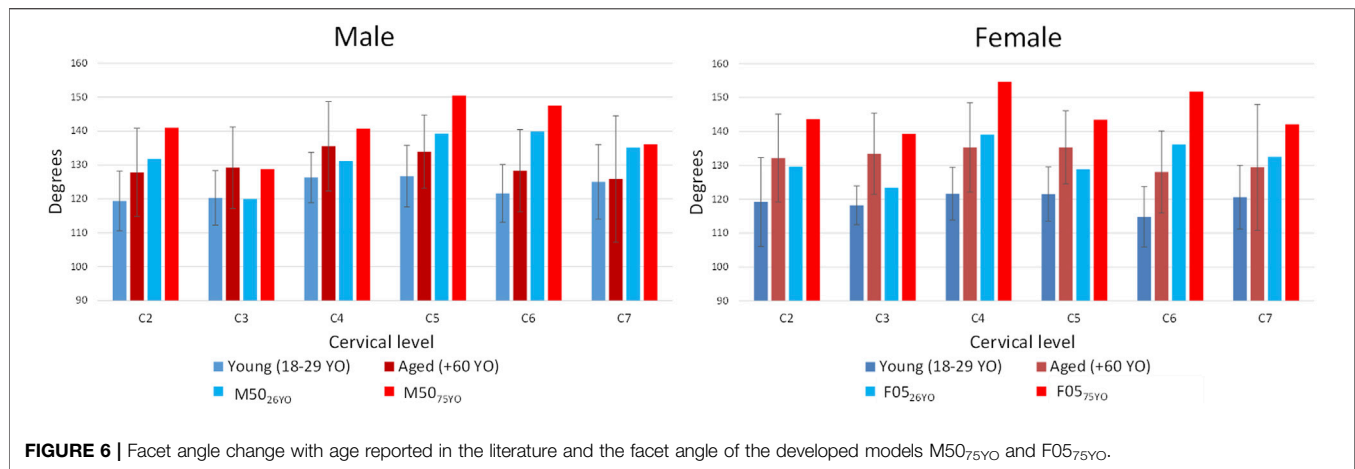 Male
160
150
140
130
120
110
100
90
Degrees
C2 C3 C4 C5 C6 C7
Cervical level
Young (18-29 YO) Aged (+60 YO)
M50₂₆YO M50₇₅YO
Female
160
150
140
130
120
110
100
90
Degrees
C2 C3 C4 C5 C6 C7
Cervical level
Young (18-29 YO) Aged (+60 YO)
F05₂₆YO F05₇₅YO
FIGURE 6 | Facet angle change with age reported in the literature and the facet angle of the developed models M50₇₅YO and F05₇₅YO.